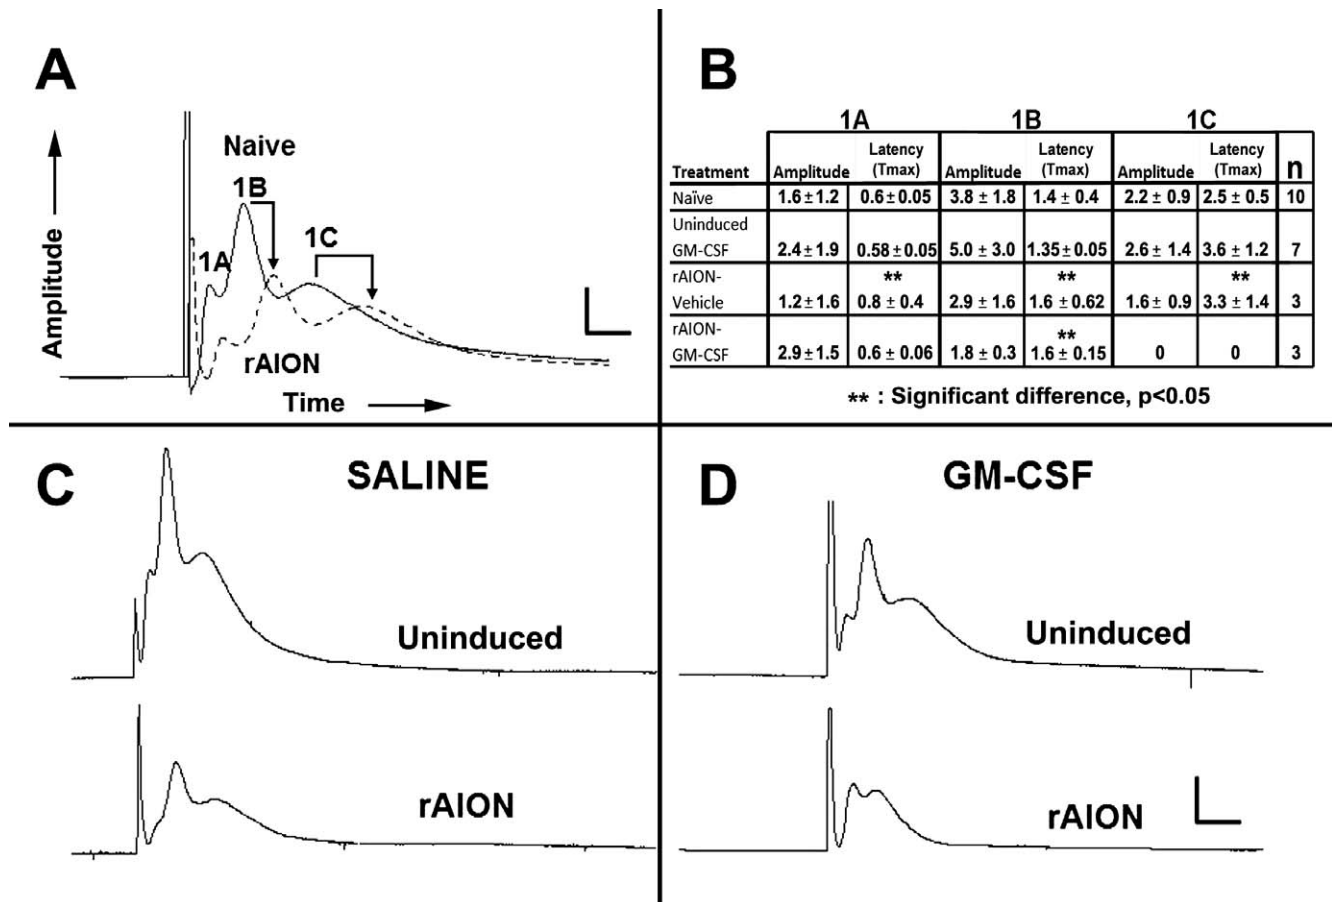 A
Amplitude
Naive
1B
1C
1A
rAION
Time
B
1A 1B 1C
Treatment Amplitude Latency (Tmax) Amplitude Latency (Tmax) Amplitude Latency (Tmax) n
Naïve 1.6 ± 1.2 0.6 ± 0.05 3.8 ± 1.8 1.4 ± 0.4 2.2 ± 0.9 2.5 ± 0.5 10
Uninduced
GM-CSF 2.4 ± 1.9 0.58 ± 0.05 5.0 ± 3.0 1.35 ± 0.05 2.6 ± 1.4 3.6 ± 1.2 7
rAION- ** ** **
Vehicle 1.2 ± 1.6 0.8 ± 0.4 2.9 ± 1.6 1.6 ± 0.62 1.6 ± 0.9 3.3 ± 1.4 3
rAION- **
GM-CSF 2.9 ± 1.5 0.6 ± 0.06 1.8 ± 0.3 1.6 ± 0.15 0 0 3
** : Significant difference, p<0.05
C
SALINE
Uninduced
rAION
D
GM-CSF
Uninduced
rAION